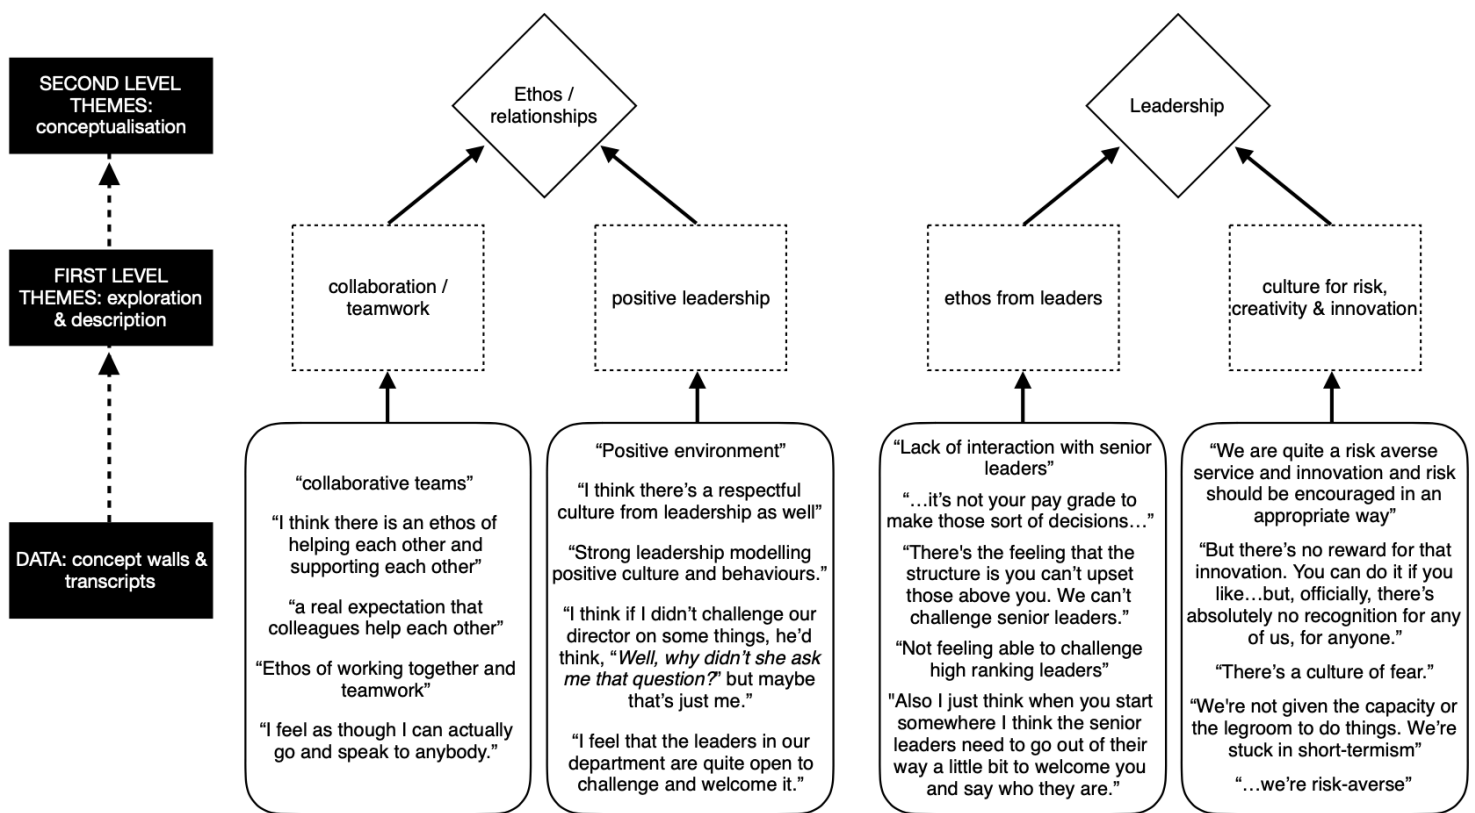 SECOND LEVEL
THEMES:
conceptualisation
FIRST LEVEL
THEMES: exploration
& description
DATA: concept walls &
transcripts
Ethos /
relationships
Leadership
collaboration /
teamwork
positive leadership
ethos from leaders
culture for risk,
creativity & innovation
“collaborative teams”
“I think there is an ethos of
helping each other and
supporting each other”
“a real expectation that
colleagues help each other”
“Ethos of working together and
teamwork”
“I feel as though I can actually
go and speak to anybody.”
“Positive environment”
“I think there’s a respectful
culture from leadership as well”
“Strong leadership modelling
positive culture and behaviours.”
“I think if I didn’t challenge our
director on some things, he’d
think, “Well, why didn’t she ask
me that question?” but maybe
that’s just me.”
“I feel that the leaders in our
department are quite open to
challenge and welcome it.”
“Lack of interaction with senior
leaders”
“…it’s not your pay grade to
make those sort of decisions…”
“There's the feeling that the
structure is you can’t upset
those above you. We can’t
challenge senior leaders.”
“Not feeling able to challenge
high ranking leaders”
"Also I just think when you start
somewhere I think the senior
leaders need to go out of their
way a little bit to welcome you
and say who they are.”
“We are quite a risk averse
service and innovation and risk
should be encouraged in an
appropriate way”
“But there’s no reward for that
innovation. You can do it if you
like…but, officially, there’s
absolutely no recognition for any
of us, for anyone.”
“There’s a culture of fear.”
“We're not given the capacity or
the legroom to do things. We’re
stuck in short-termism”
“…we’re risk-averse”